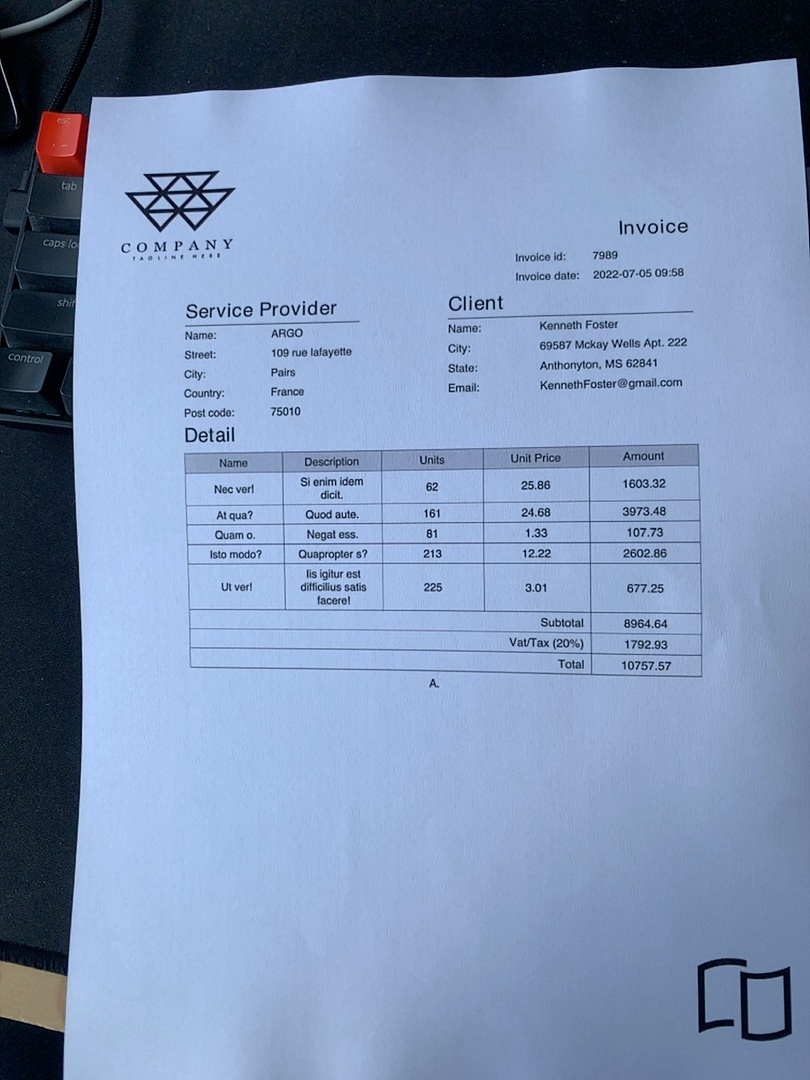 esc
tab
caps lo
shif
control
COMPANY
TAGLINE HERE
Invoice
Invoice id: 7989
Invoice date: 2022-07-05 09:58
Service Provider
Name: ARGO
Street: 109 rue lafayette
City: Pairs
Country: France
Post code: 75010
Client
Name: Kenneth Foster
City: 69587 Mckay Wells Apt. 222
State: Anthonyton, MS 62841
Email: KennethFoster@gmail.com
Detail
Name Description Units Unit Price Amount
Nec ver! Si enim idem dicit. 62 25.86 1603.32
At qua? Quod aute. 161 24.68 3973.48
Quam o. Negat ess. 81 1.33 107.73
Isto modo? Quapropter s? 213 12.22 2602.86
Ut ver! Iis igitur est difficilius satis facere! 225 3.01 677.25
Subtotal 8964.64
Vat/Tax (20%) 1792.93
Total 10757.57
A.